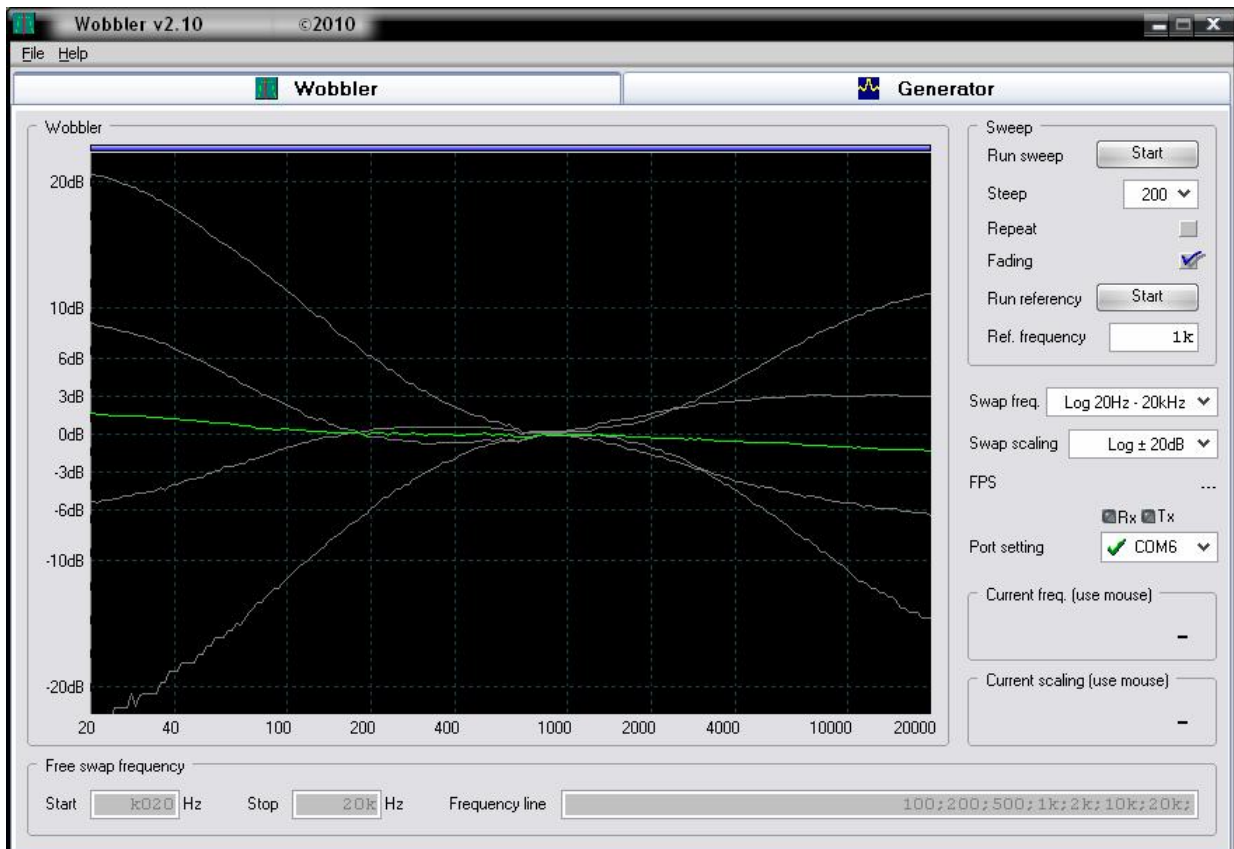 Wobbler v2.10 ©2010
File Help
Wobbler
Generator
Wobbler
20dB
10dB
6dB
3dB
0dB
-3dB
-6dB
-10dB
-20dB
20 40 100 200 400 1000 2000 4000 10000 20000
Sweep
Run sweep Start
Steep 200
Repeat
Fading
Run referency Start
Ref. frequency 1k
Swap freq. Log 20Hz - 20kHz
Swap scaling Log ± 20dB
FPS ---
Rx Tx
Port setting COM6
Current freq. (use mouse)
-
Current scaling (use mouse)
-
Free swap frequency
Start k020 Hz Stop 20k Hz Frequency line 100;200;500;1k;2k;10k;20k;